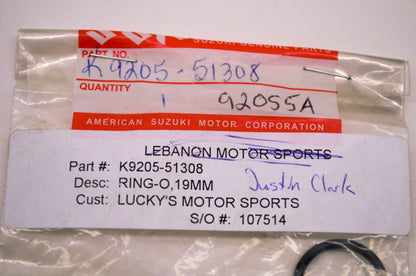 SUZUKI GENUINE PARTS
PART NO.
K9205-51308
QUANTITY
1 92055A
AMERICAN SUZUKI MOTOR CORPORATION
LEBANON MOTOR SPORTS
Part #: K9205-51308
Desc: RING-O,19MM
Justin Clark
Cust: LUCKY'S MOTOR SPORTS
S/O #: 107514